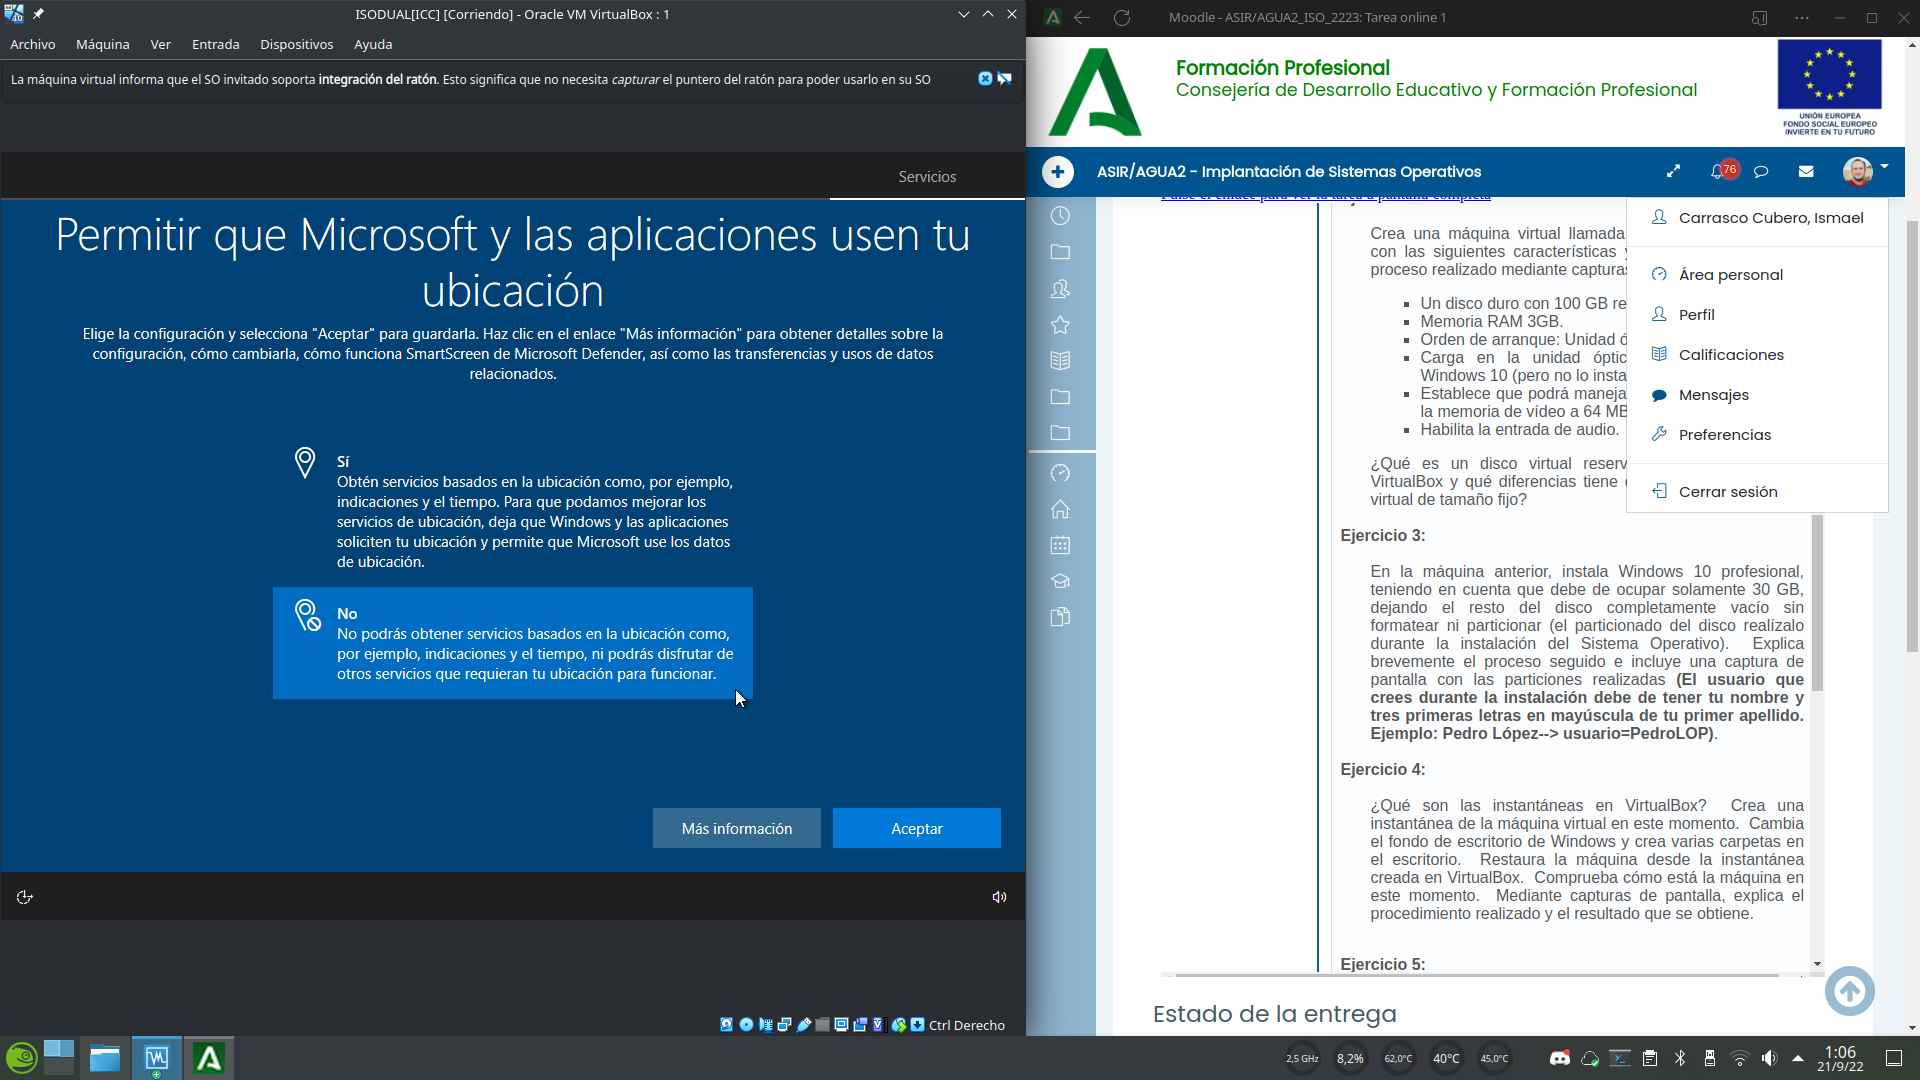 ISODUAL[ICC] [Corriendo] - Oracle VM VirtualBox : 1
Archivo Máquina Ver Entrada Dispositivos Ayuda
La máquina virtual informa que el SO invitado soporta integración del ratón. Esto significa que no necesita capturar el puntero del ratón para poder usarlo en su SO
Servicios
Permitir que Microsoft y las aplicaciones usen tu
ubicación
Elige la configuración y selecciona "Aceptar" para guardarla. Haz clic en el enlace "Más información" para obtener detalles sobre la
configuración, cómo cambiarla, cómo funciona SmartScreen de Microsoft Defender, así como las transferencias y usos de datos
relacionados.
Sí
Obtén servicios basados en la ubicación como, por ejemplo,
indicaciones y el tiempo. Para que podamos mejorar los
servicios de ubicación, deja que Windows y las aplicaciones
soliciten tu ubicación y permite que Microsoft use los datos
de ubicación.
No
No podrás obtener servicios basados en la ubicación como,
por ejemplo, indicaciones y el tiempo, ni podrás disfrutar de
otros servicios que requieran tu ubicación para funcionar.
Más información
Aceptar
Ctrl Derecho
Moodle - ASIR/AGUA2_ISO_2223: Tarea online 1
Formación Profesional
Consejería de Desarrollo Educativo y Formación Profesional
UNIÓN EUROPEA
FONDO SOCIAL EUROPEO
INVIERTE EN TU FUTURO
ASIR/AGUA2 - Implantación de Sistemas Operativos
76
Pulse el enlace para ver la tarea a pantalla completa
Carrasco Cubero, Ismael
Área personal
Perfil
Calificaciones
Mensajes
Preferencias
Cerrar sesión
Crea una máquina virtual llamada
con las siguientes características y
proceso realizado mediante capturas
Un disco duro con 100 GB re
Memoria RAM 3GB.
Orden de arranque: Unidad ó
Carga en la unidad óptic
Windows 10 (pero no lo insta
Establece que podrá maneja
la memoria de vídeo a 64 MB
Habilita la entrada de audio.
¿Qué es un disco virtual reserv
VirtualBox y qué diferencias tiene
virtual de tamaño fijo?
Ejercicio 3:
En la máquina anterior, instala Windows 10 profesional,
teniendo en cuenta que debe de ocupar solamente 30 GB,
dejando el resto del disco completamente vacío sin
formatear ni particionar (el particionado del disco realízalo
durante la instalación del Sistema Operativo). Explica
brevemente el proceso seguido e incluye una captura de
pantalla con las particiones realizadas (El usuario que
crees durante la instalación debe de tener tu nombre y
tres primeras letras en mayúscula de tu primer apellido.
Ejemplo: Pedro López--> usuario=PedroLOP).
Ejercicio 4:
¿Qué son las instantáneas en VirtualBox? Crea una
instantánea de la máquina virtual en este momento. Cambia
el fondo de escritorio de Windows y crea varias carpetas en
el escritorio. Restaura la máquina desde la instantánea
creada en VirtualBox. Comprueba cómo está la máquina en
este momento. Mediante capturas de pantalla, explica el
procedimiento realizado y el resultado que se obtiene.
Ejercicio 5:
Estado de la entrega
2,5 GHz
8,2%
62,0°C
40°C
45,0°C
1:06
21/9/22